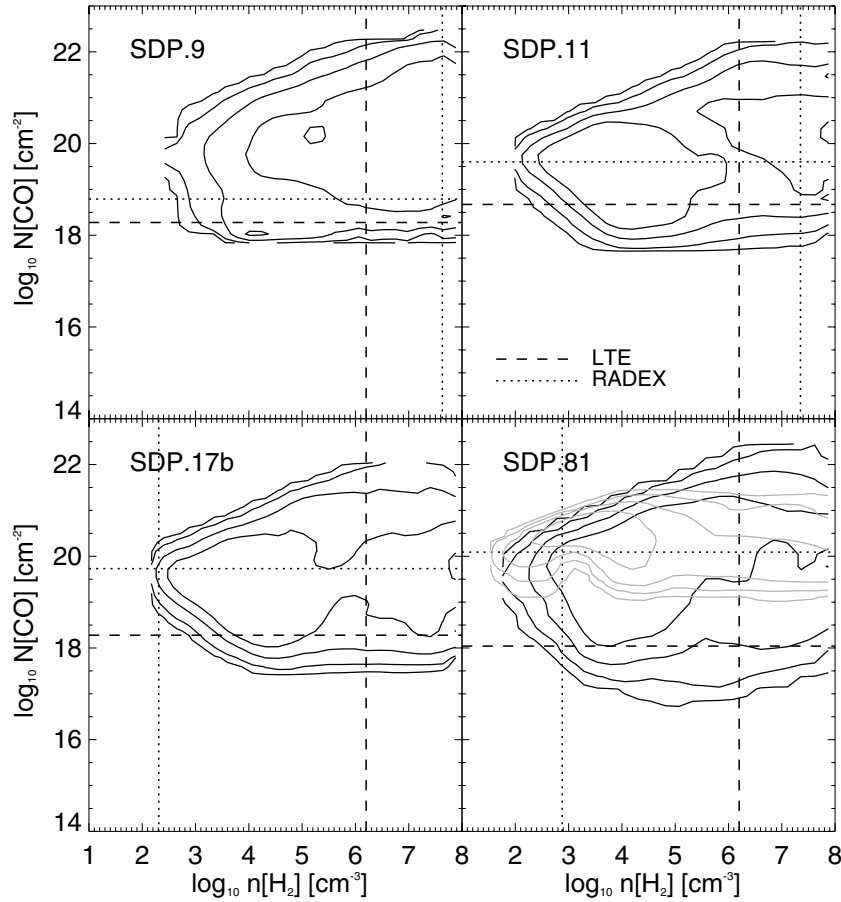 SDP.9
SDP.11
22
20
18
16
14
log₁₀ N[CO] [cm⁻²]
LTE
RADEX
SDP.17b
SDP.81
22
20
18
16
14
log₁₀ N[CO] [cm⁻²]
1 2 3 4 5 6 7 8 2 3 4 5 6 7 8
log₁₀ n[H₂] [cm⁻³]
log₁₀ n[H₂] [cm⁻³]